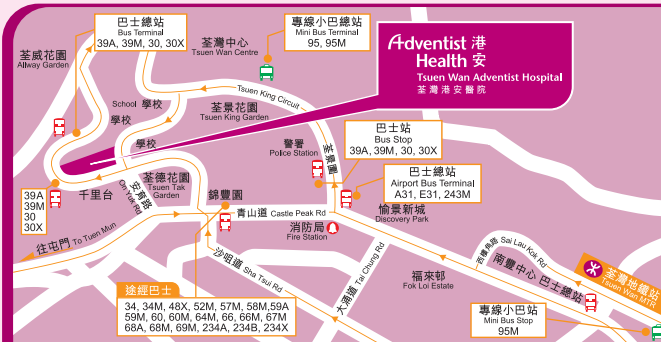 巴士總站
Bus Terminal
39A, 39M, 30, 30X
荃威花園
Allway Garden
荃灣中心
Tsuen Wan Centre
專線小巴總站
Mini Bus Terminal
95, 95M
Adventist 港
Health 安
Tsuen Wan Adventist Hospital
荃灣港安醫院
Tsuen King Circuit
School 學校
學校
荃景花園
Tsuen King Garden
學校
警署
Police Station
荃景圍
巴士站
Bus Stop
39A, 39M, 30, 30X
巴士總站
Airport Bus Terminal
A31, E31, 243M
39A
39M
30
30X
千里台
安育路
On Yuk Rd
荃德花園
Tsuen Tak
Garden
錦豐園
青山道 Castle Peak Rd
消防局
Fire Station
愉景新城
Discovery Park
往屯門 To Tuen Mun
沙咀道 Sha Tsui Rd
大涌道 Tai Chung Rd
福來邨
Fok Loi Estate
西樓角路 Sai Lau Kok Rd
南豐中心 巴士總站
荃灣地鐵站
Tsuen Wan MTR
途經巴士
34, 34M, 48X, 52M, 57M, 58M,59A
59M, 60, 60M, 64M, 66, 66M, 67M
68A, 68M, 69M, 234A, 234B, 234X
專線小巴站
Mini Bus Stop
95M